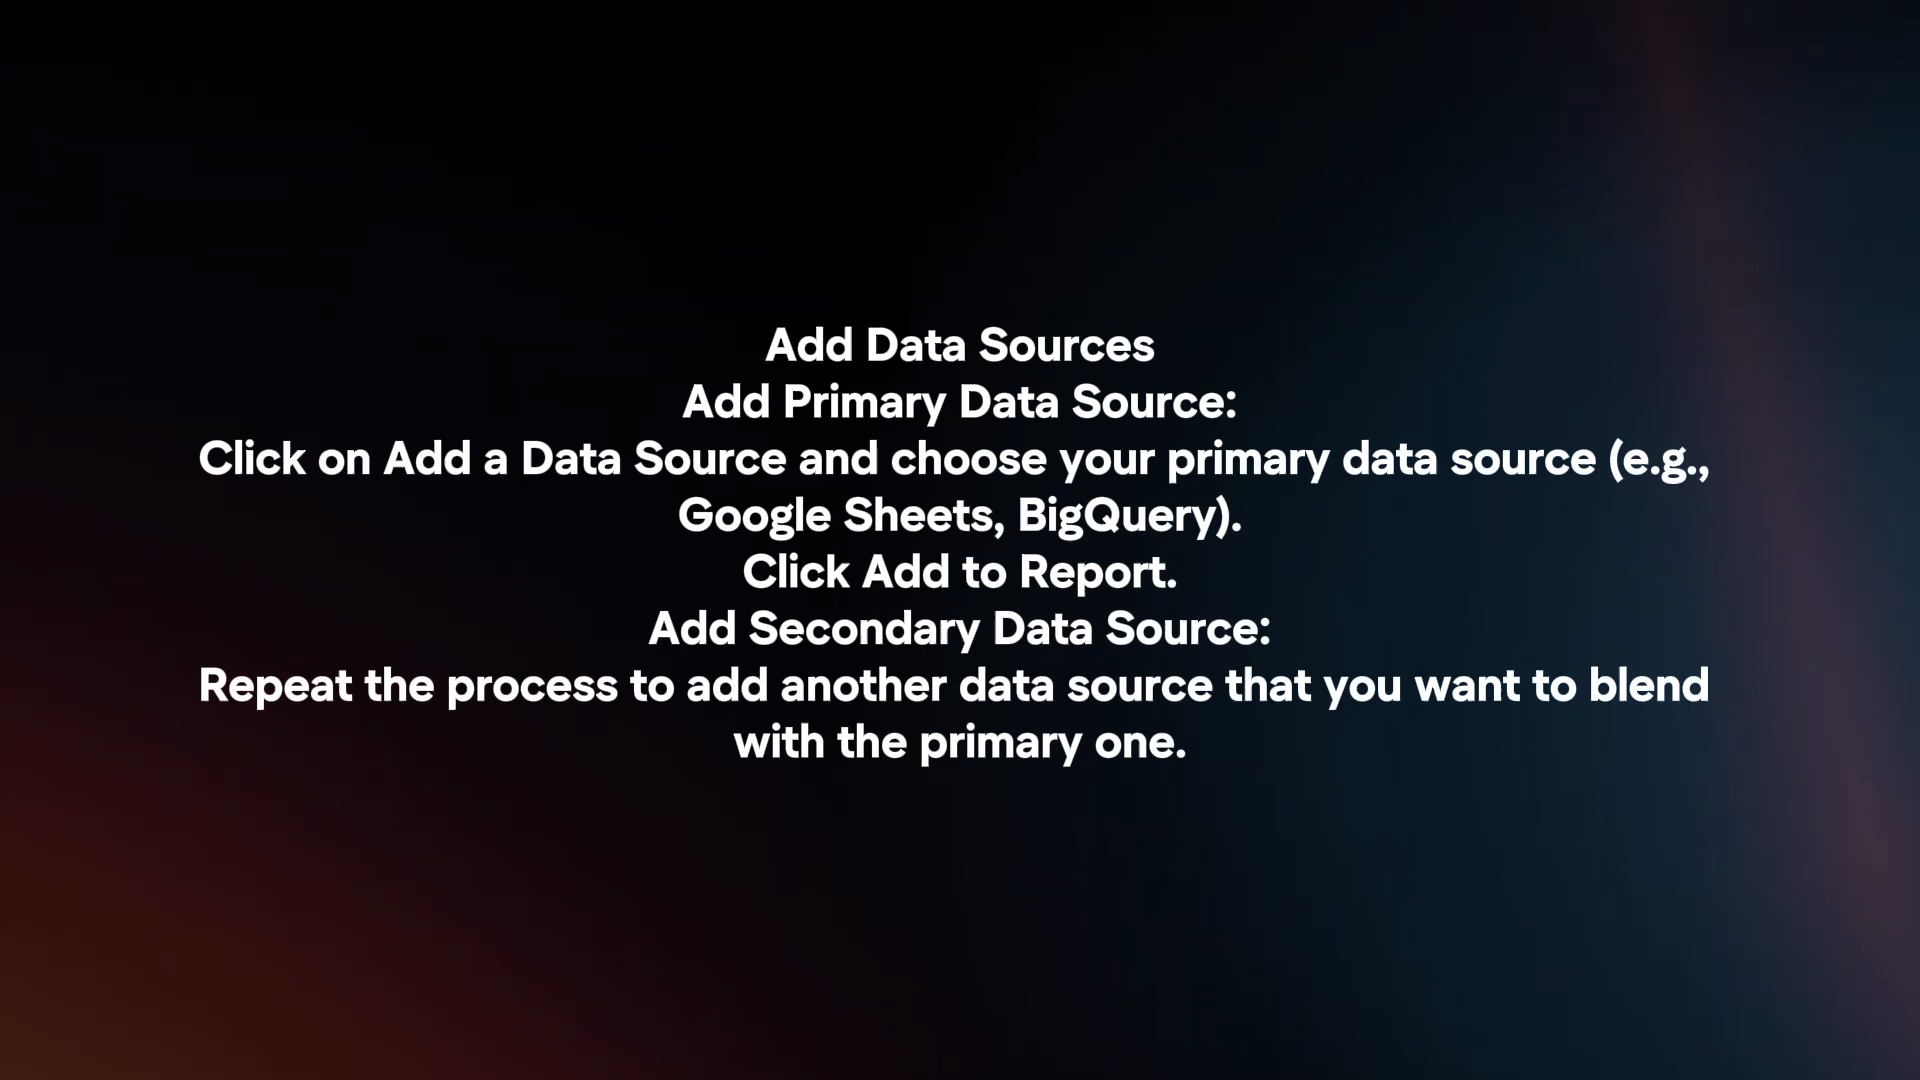 Add Data Sources
Add Primary Data Source:
Click on Add a Data Source and choose your primary data source (e.g.,
Google Sheets, BigQuery).
Click Add to Report.
Add Secondary Data Source:
Repeat the process to add another data source that you want to blend
with the primary one.